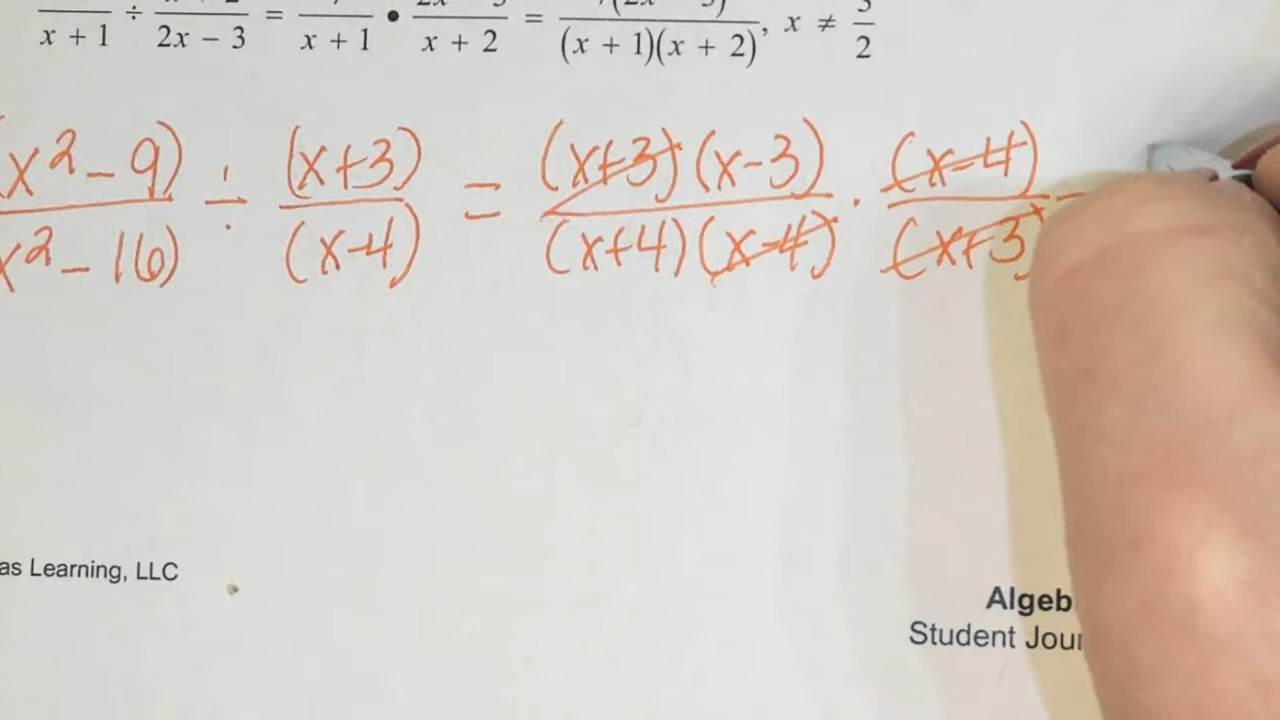 x + 1 ÷ 2x − 3 = x + 1 • x + 2 = (x + 1)(x + 2)', x ≠ 3/2
(x² - 9) ÷ (x+3) = (x+3)(x-3) · (x-4)
x² - 16) (x-4) (x+4)(x-4) (x+3)
as Learning, LLC
Algeb
Student Jour